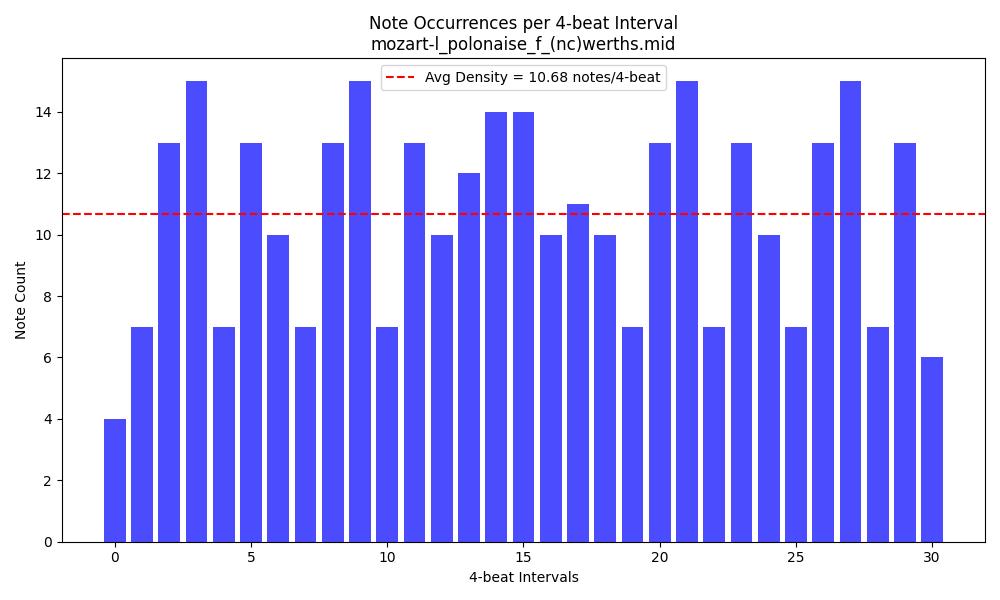 Note Occurrences per 4-beat Interval
mozart-l_polonaise_f_(nc)werths.mid
Avg Density = 10.68 notes/4-beat
Note Count
14
12
10
8
6
4
2
0
0 5 10 15 20 25 30
4-beat Intervals